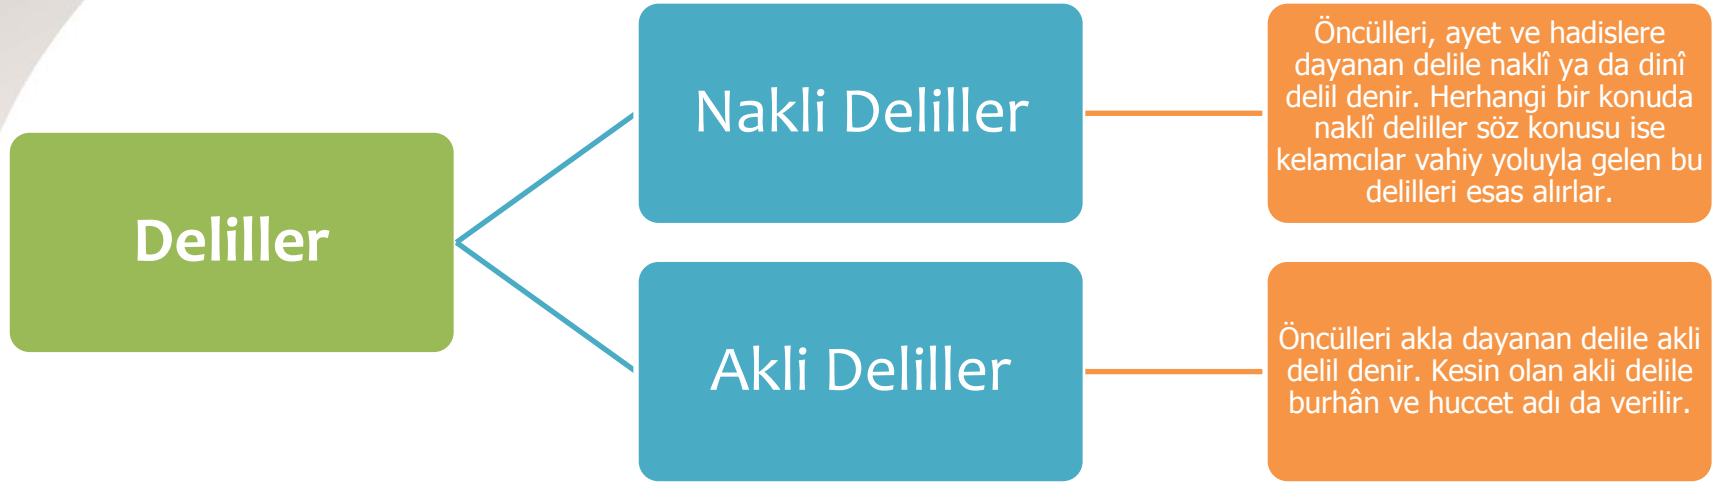 Deliller
Nakli Deliller
Öncülleri, ayet ve hadislere
dayanan delile naklî ya da dinî
delil denir. Herhangi bir konuda
naklî deliller söz konusu ise
kelamcılar vahiy yoluyla gelen bu
delilleri esas alırlar.
Akli Deliller
Öncülleri akla dayanan delile akli
delil denir. Kesin olan akli delile
burhân ve huccet adı da verilir.